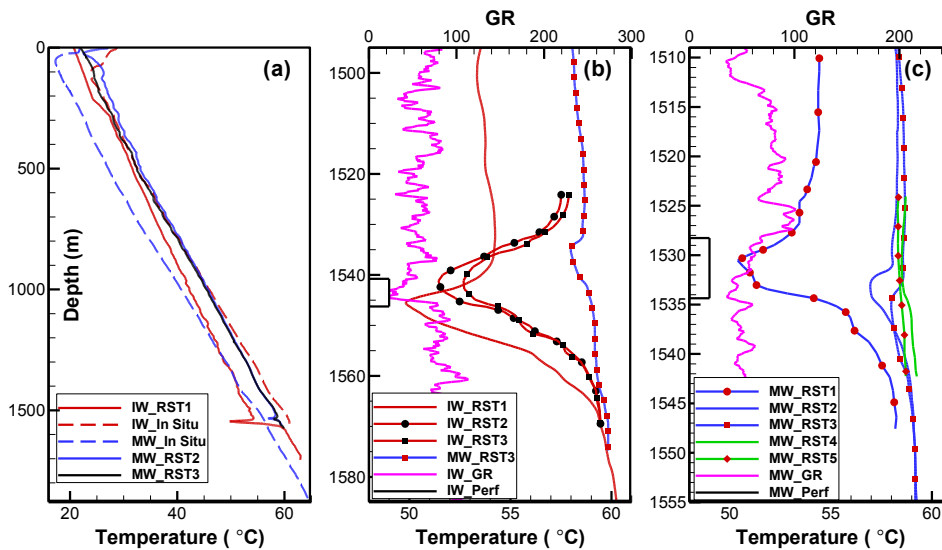 GR
GR
0 100 200 300
0 100 200
(a)
(b)
(c)
0
500
1000
1500
Depth (m)
1500
1520
1540
1560
1580
1510
1515
1520
1525
1530
1535
1540
1545
1550
1555
IW_RST1
IW_In Situ
MW_In Situ
MW_RST2
MW_RST3
IW_RST1
IW_RST2
IW_RST3
MW_RST3
IW_GR
IW_Perf
MW_RST1
MW_RST2
MW_RST3
MW_RST4
MW_RST5
MW_GR
MW_Perf
20 40 60
50 55 60
50 55 60
Temperature ( °C)
Temperature ( °C)
Temperature ( °C)